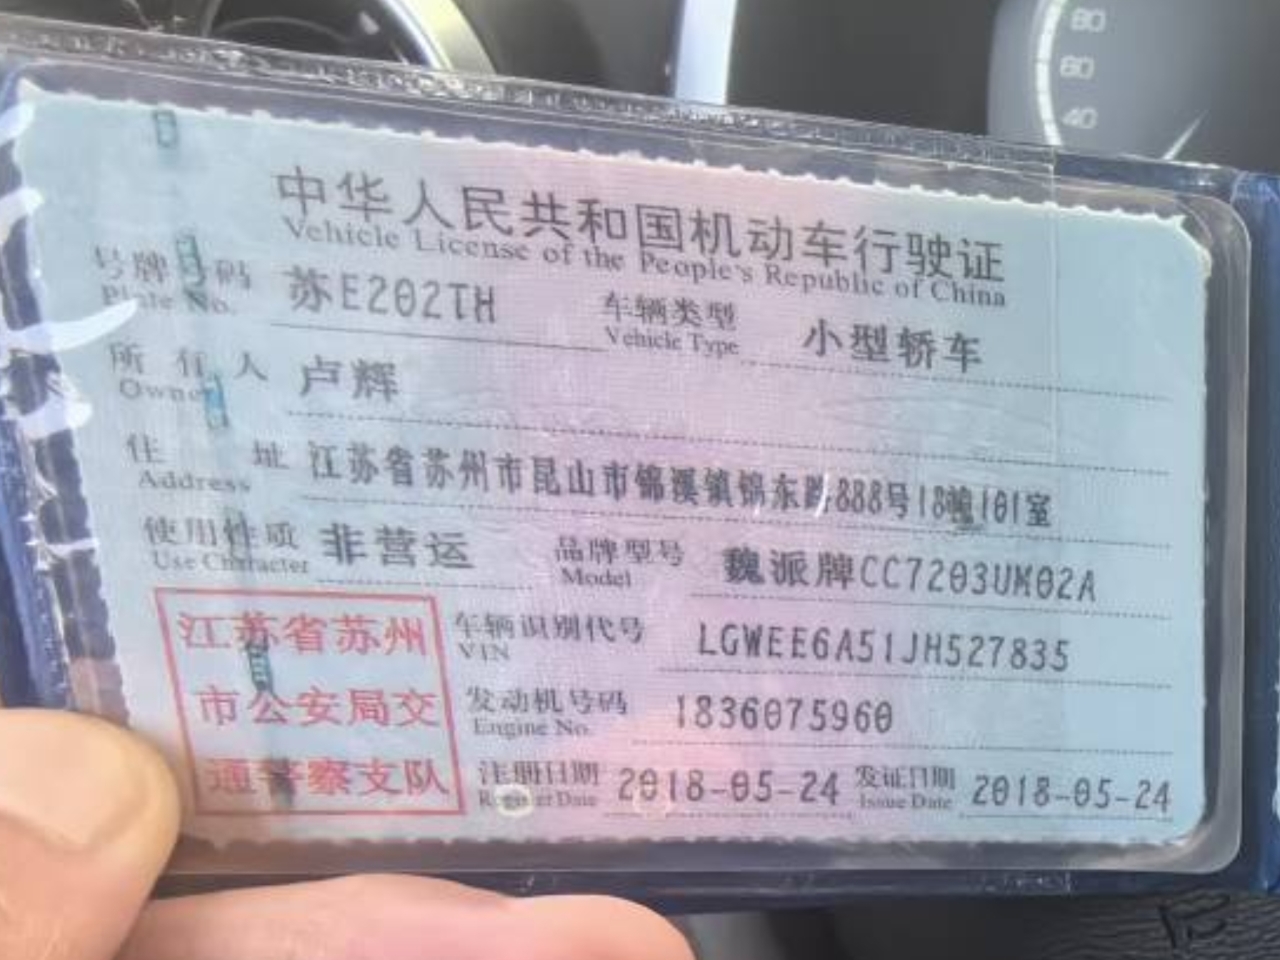 80
60
40
中华人民共和国机动车行驶证
Vehicle License of the People's Republic of China
号牌号码 苏E202TH 车辆类型 小型轿车
Plate No. Vehicle Type
所有人 卢辉
Owner
住址 江苏省苏州市昆山市锦溪镇锦东路888号18幢101室
Address
使用性质 非营运 品牌型号 魏派牌CC7203UM02A
Use Character Model
江苏省苏州
市公安局交
通警察支队
车辆识别代号 LGWEE6A51JH527835
VIN
发动机号码 1836075960
Engine No.
注册日期 2018-05-24 发证日期 2018-05-24
Register Date Issue Date